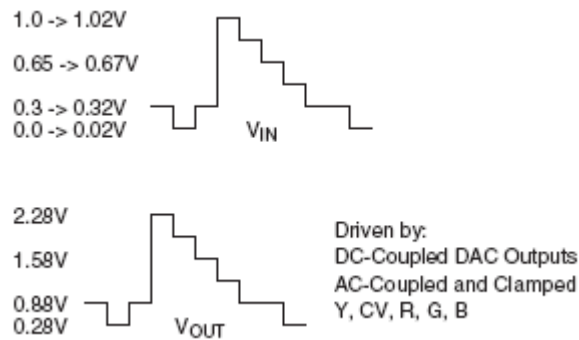 1.0 -> 1.02V
0.65 -> 0.67V
0.3 -> 0.32V
0.0 -> 0.02V
VIN
2.28V
1.58V
0.88V
0.28V
VOUT
Driven by:
DC-Coupled DAC Outputs
AC-Coupled and Clamped
Y, CV, R, G, B